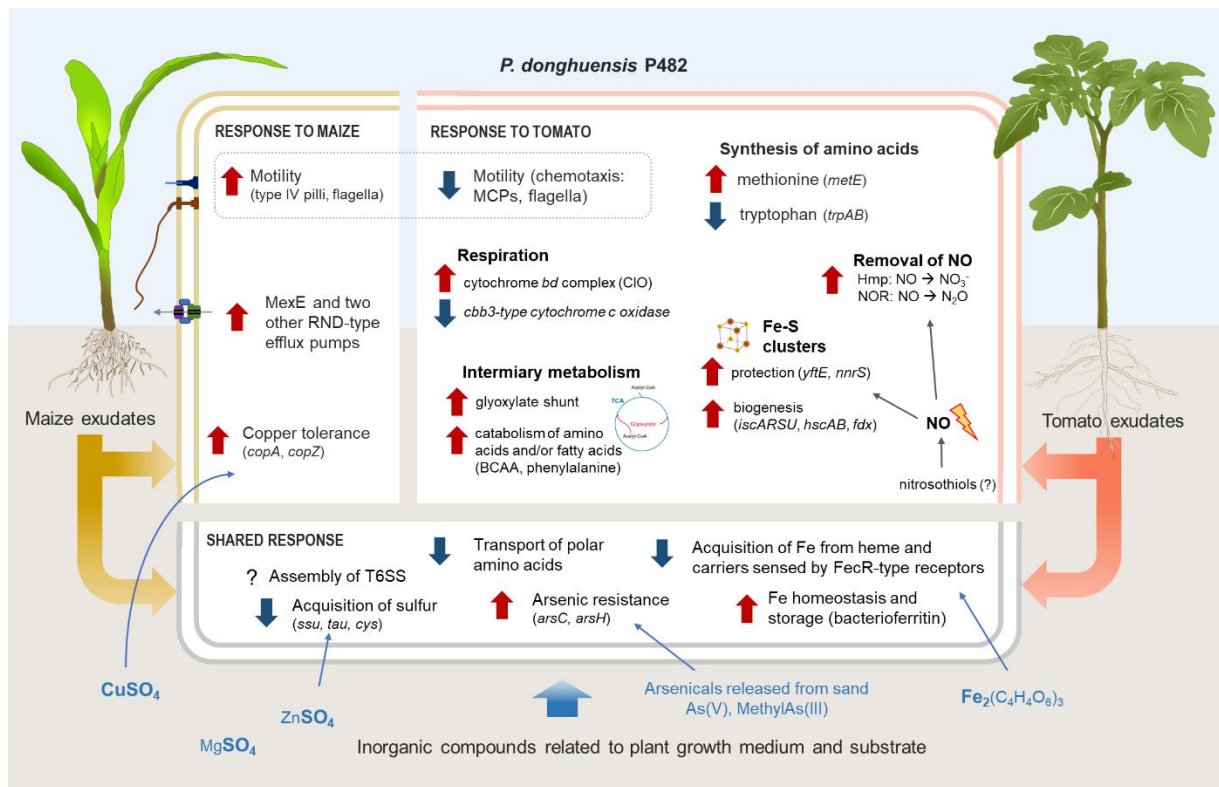 P. donghuensis P482
RESPONSE TO MAIZE
Motility
(type IV pilli, flagella)
MexE and two
other RND-type
efflux pumps
Copper tolerance
(copA, copZ)
RESPONSE TO TOMATO
Motility (chemotaxis:
MCPs, flagella)
Respiration
cytochrome bd complex (CIO)
cbb3-type cytochrome c oxidase
Intermiary metabolism
glyoxylate shunt
catabolism of amino
acids and/or fatty acids
(BCAA, phenylalanine)
Acetyl-CoA
TCA
Glyoxylate
Acetyl-CoA
Synthesis of amino acids
methionine (metE)
tryptophan (trpAB)
Removal of NO
Hmp: NO → NO₃⁻
NOR: NO → N₂O
Fe-S
clusters
protection (yftE, nnrS)
biogenesis
(iscARSU, hscAB, fdx)
NO
nitrosothiols (?)
Maize exudates
Tomato exudates
SHARED RESPONSE
? Assembly of T6SS
Acquisition of sulfur
(ssu, tau, cys)
Transport of polar
amino acids
Arsenic resistance
(arsC, arsH)
Acquisition of Fe from heme and
carriers sensed by FecR-type receptors
Fe homeostasis and
storage (bacterioferritin)
CuSO₄
ZnSO₄
MgSO₄
Arsenicals released from sand
As(V), MethylAs(III)
Fe₂(C₄H₄O₆)₃
Inorganic compounds related to plant growth medium and substrate